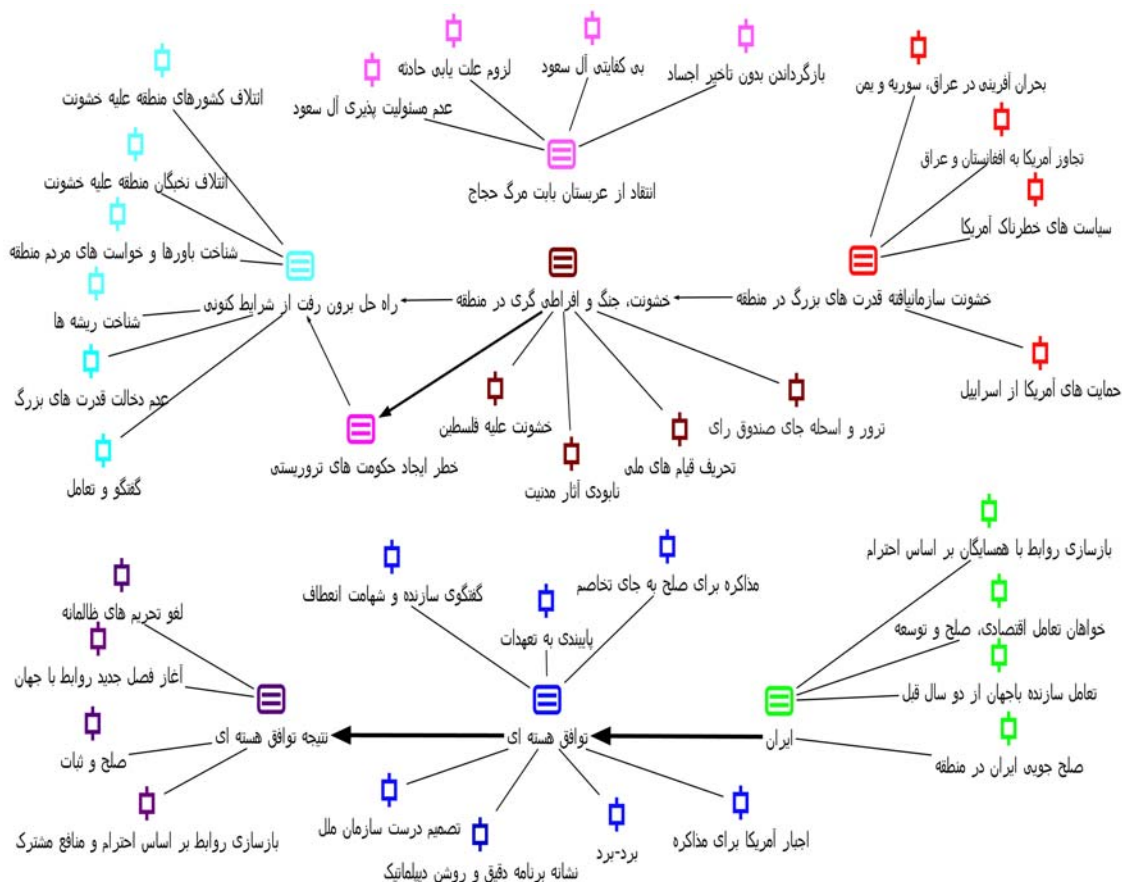 بازگرداندن بدون تاخیر اجساد
بی کفایتی آل سعود
لزوم علت یابی حادثه
عدم مسئولیت پذیری آل سعود
انتقاد از عربستان بابت مرگ حجاج
بحران آفرینی در عراق، سوریه و یمن
تجاوز آمریکا به افغانستان و عراق
سیاست های خطرناک آمریکا
خشونت سازمانیافته قدرت های بزرگ در منطقه
حمایت های آمریکا از اسراییل
خشونت، جنگ و افراطی گری در منطقه
ترور و اسحله جای صندوق رای
تحریف قیام های ملی
نابودی آثار مدنیت
خشونت علیه فلسطین
خطر ایجاد حکومت های تروریستی
ائتلاف کشورهای منطقه علیه خشونت
ائتلاف نخبگان منطقه علیه خشونت
شناخت باورها و خواست های مردم منطقه
راه حل برون رفت از شرایط کنونی
شناخت ریشه ها
عدم دخالت قدرت های بزرگ
گفتگو و تعامل
بازسازی روابط با همسایگان بر اساس احترام
خواهان تعامل اقتصادی، صلح و توسعه
تعامل سازنده باجهان از دو سال قبل
ایران
صلح جویی ایران در منطقه
مذاکره برای صلح به جای تخاصم
گفتگوی سازنده و شهامت انعطاف
پایبندی به تعهدات
توافق هسته ای
اجبار آمریکا برای مذاکره
برد-برد
نشانه برنامه دقیق و روشن دیپلماتیک
تصمیم درست سازمان ملل
لغو تحریم های ظالمانه
آغاز فصل جدید روابط با جهان
نتیجه توافق هسته ای
صلح و ثبات
بازسازی روابط بر اساس احترام و منافع مشترک